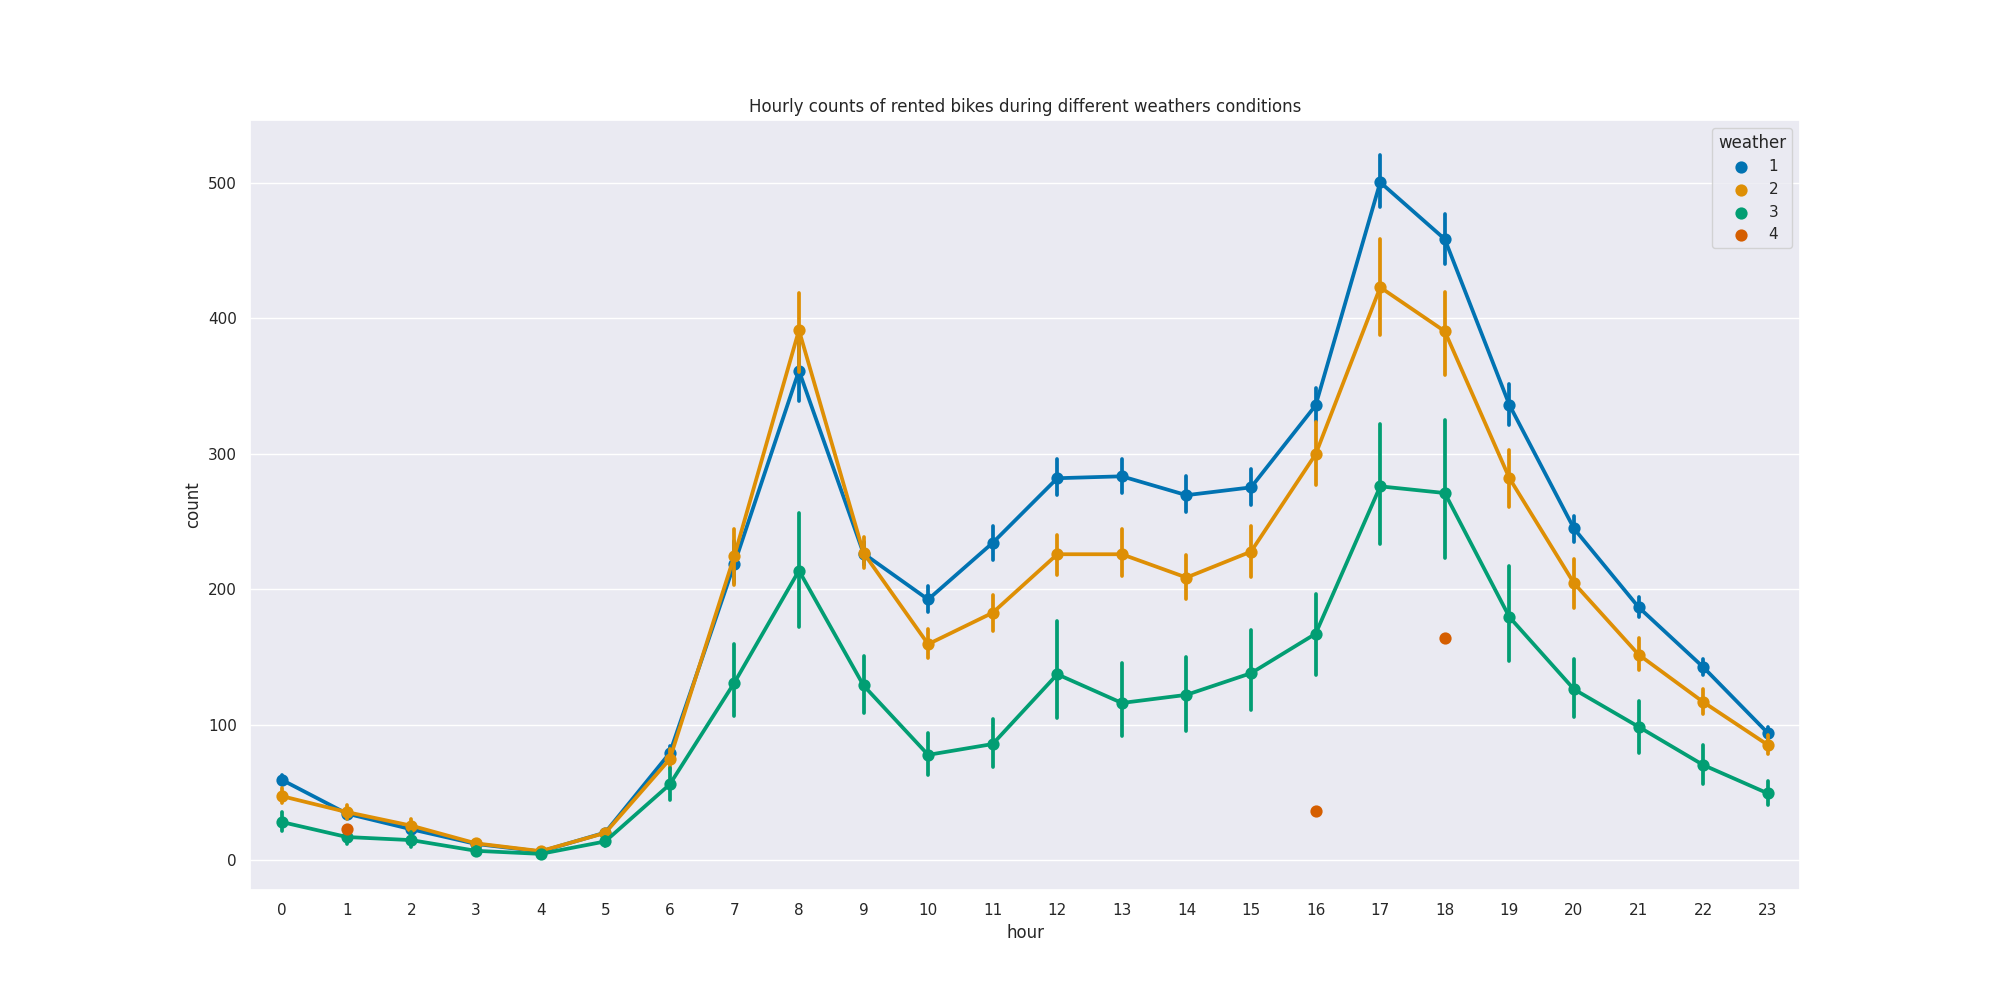 Hourly counts of rented bikes during different weathers conditions
weather
1
2
3
4
500
400
300
200
100
0
count
0 1 2 3 4 5 6 7 8 9 10 11 12 13 14 15 16 17 18 19 20 21 22 23
hour